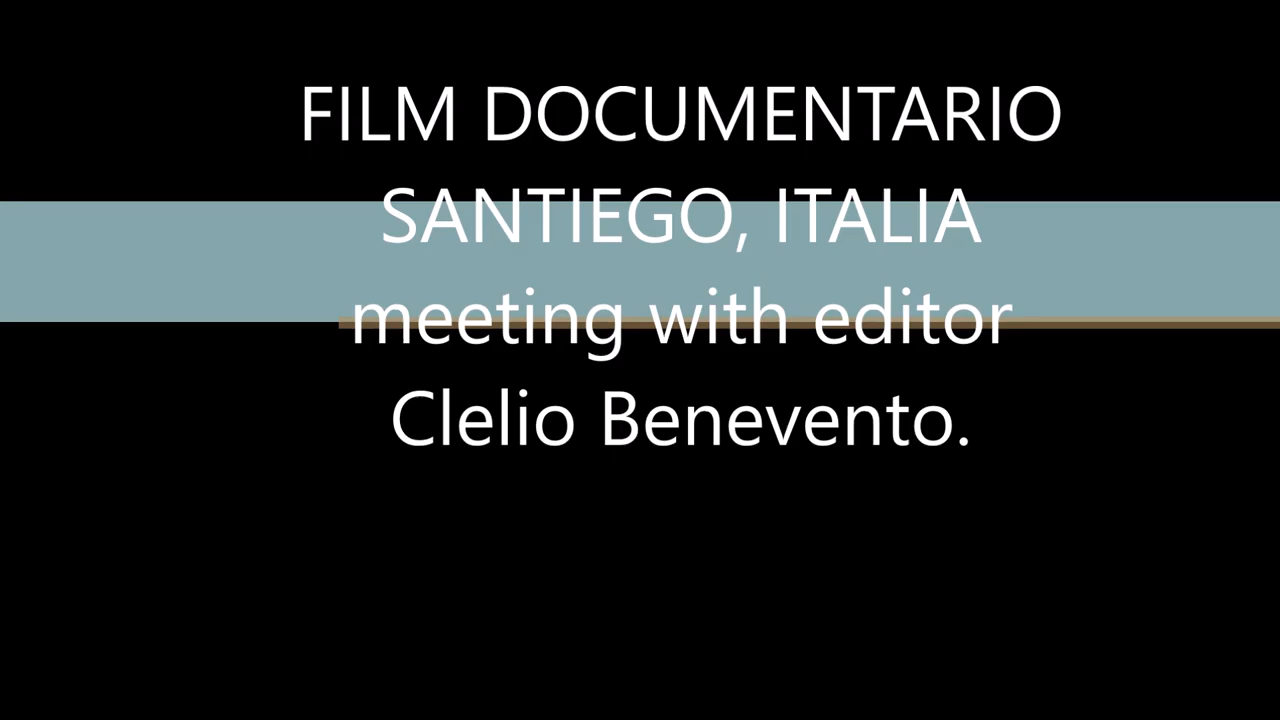 FILM DOCUMENTARIO
SANTIEGO, ITALIA
meeting with editor
Clelio Benevento.